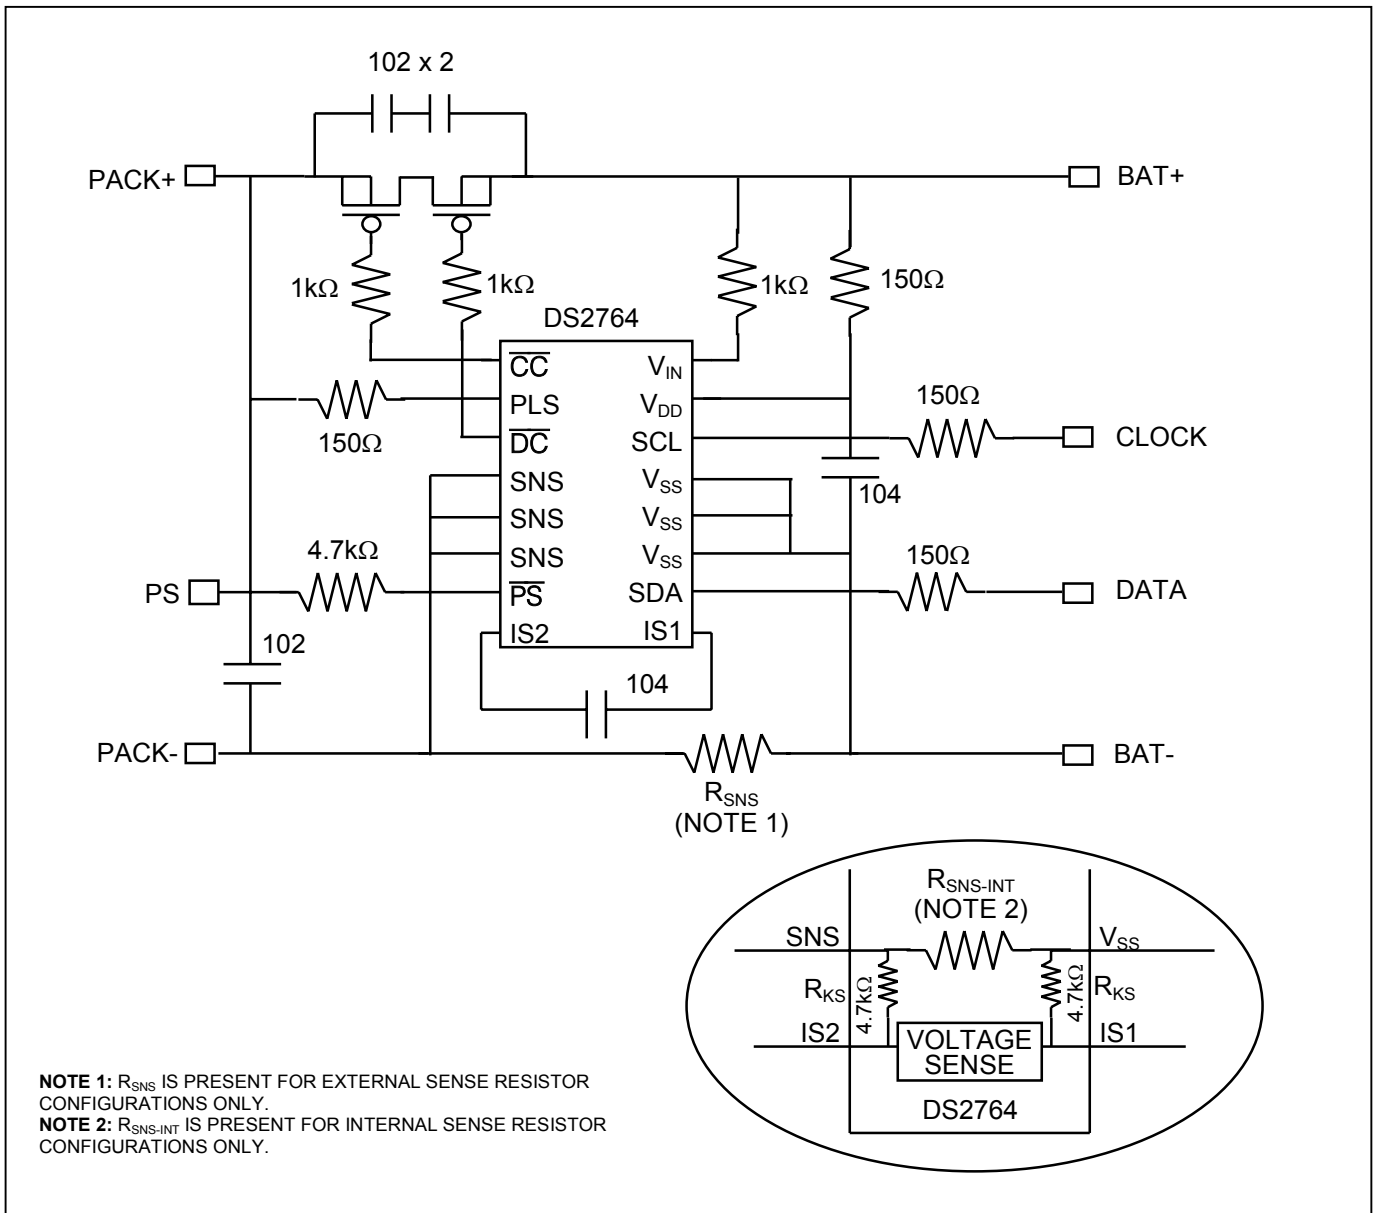 102 x 2
PACK+
BAT+
1kΩ
1kΩ
1kΩ
150Ω
DS2764
CC
VIN
150Ω
PLS
VDD
150Ω
DC
SCL
CLOCK
SNS
VSS
104
SNS
VSS
4.7kΩ
SNS
VSS
150Ω
PS
PS
SDA
DATA
IS2
IS1
102
104
PACK-
BAT-
RSNS
(NOTE 1)
RSNS-INT
(NOTE 2)
SNS
VSS
RKS
4.7kΩ
4.7kΩ
RKS
IS2
VOLTAGE
SENSE
IS1
DS2764
NOTE 1: RSNS IS PRESENT FOR EXTERNAL SENSE RESISTOR
CONFIGURATIONS ONLY.
NOTE 2: RSNS-INT IS PRESENT FOR INTERNAL SENSE RESISTOR
CONFIGURATIONS ONLY.